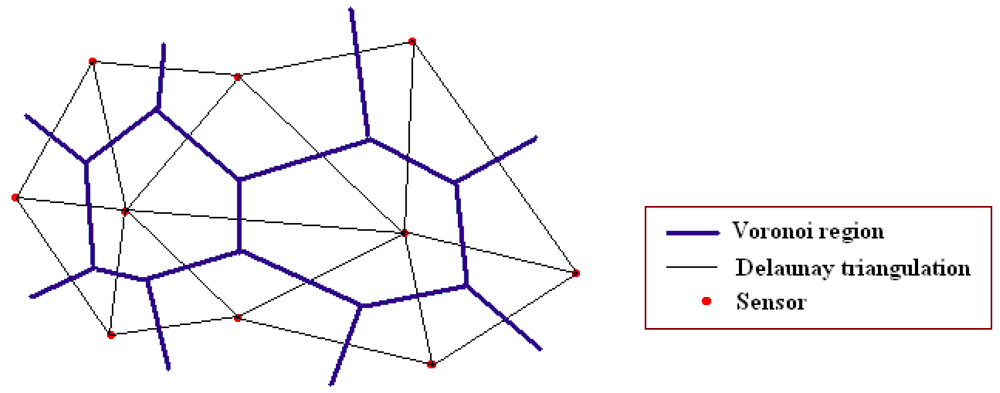 Voronoi region
Delaunay triangulation
Sensor